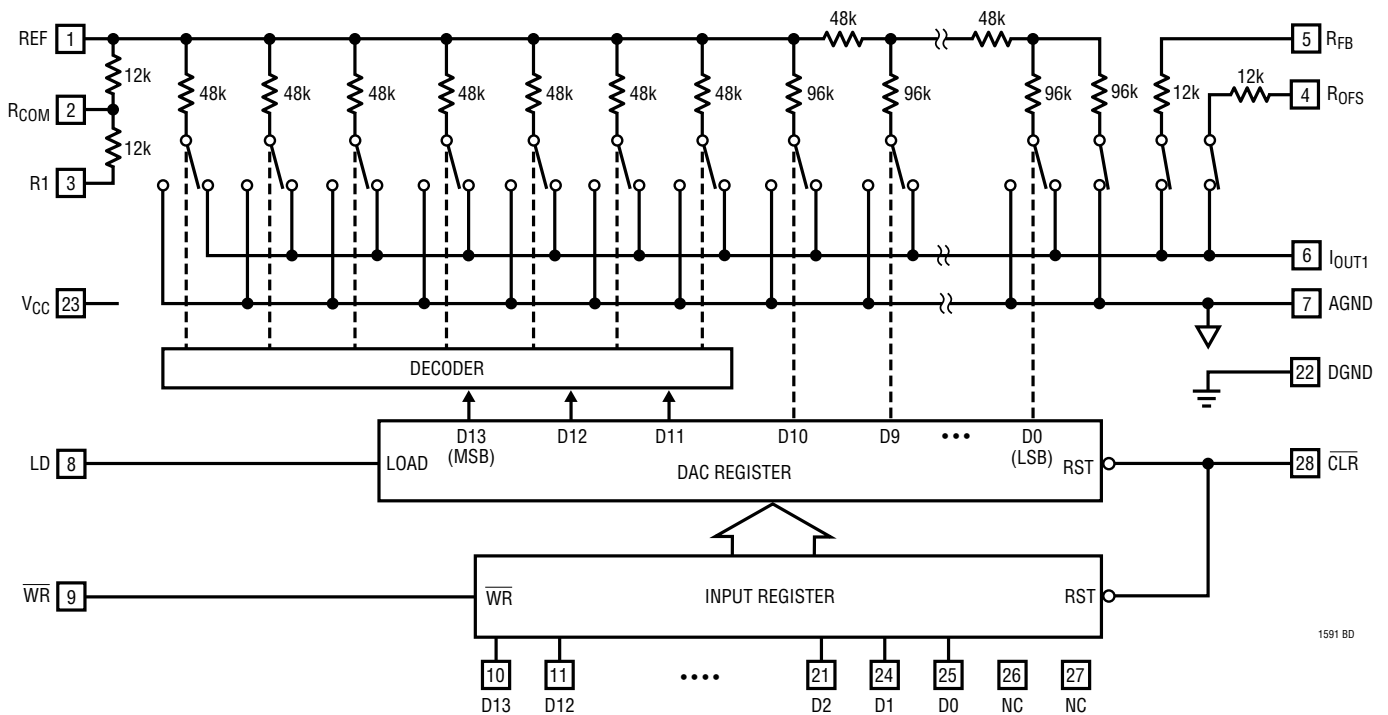 48k 48k
REF 1
5 R_FB
12k 48k 48k 48k 48k 48k 48k 48k 96k 96k 96k 96k 12k
12k
4 R_OFS
R_COM 2
12k
R1 3
6 I_OUT1
V_CC 23
7 AGND
DECODER
22 DGND
D13 D12 D11 D10 D9 ••• D0
(MSB) (LSB)
LD 8
LOAD DAC REGISTER RST
28 C̅L̅R̅
W̅R̅ 9
W̅R̅ INPUT REGISTER RST
1591 BD
10 11 •••• 21 24 25 26 27
D13 D12 D2 D1 D0 NC NC